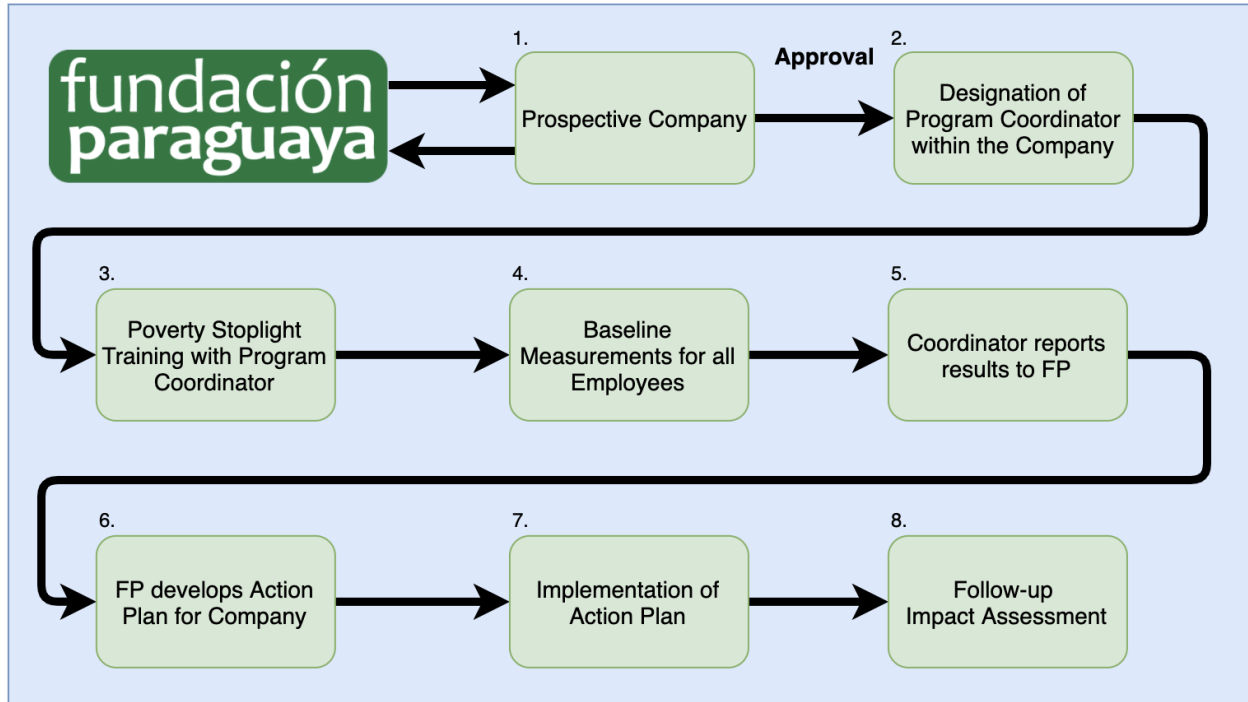 fundación
paraguaya
1.
Prospective Company
Approval
2.
Designation of
Program Coordinator
within the Company
3.
Poverty Stoplight
Training with Program
Coordinator
4.
Baseline
Measurements for all
Employees
5.
Coordinator reports
results to FP
6.
FP develops Action
Plan for Company
7.
Implementation of
Action Plan
8.
Follow-up
Impact Assessment